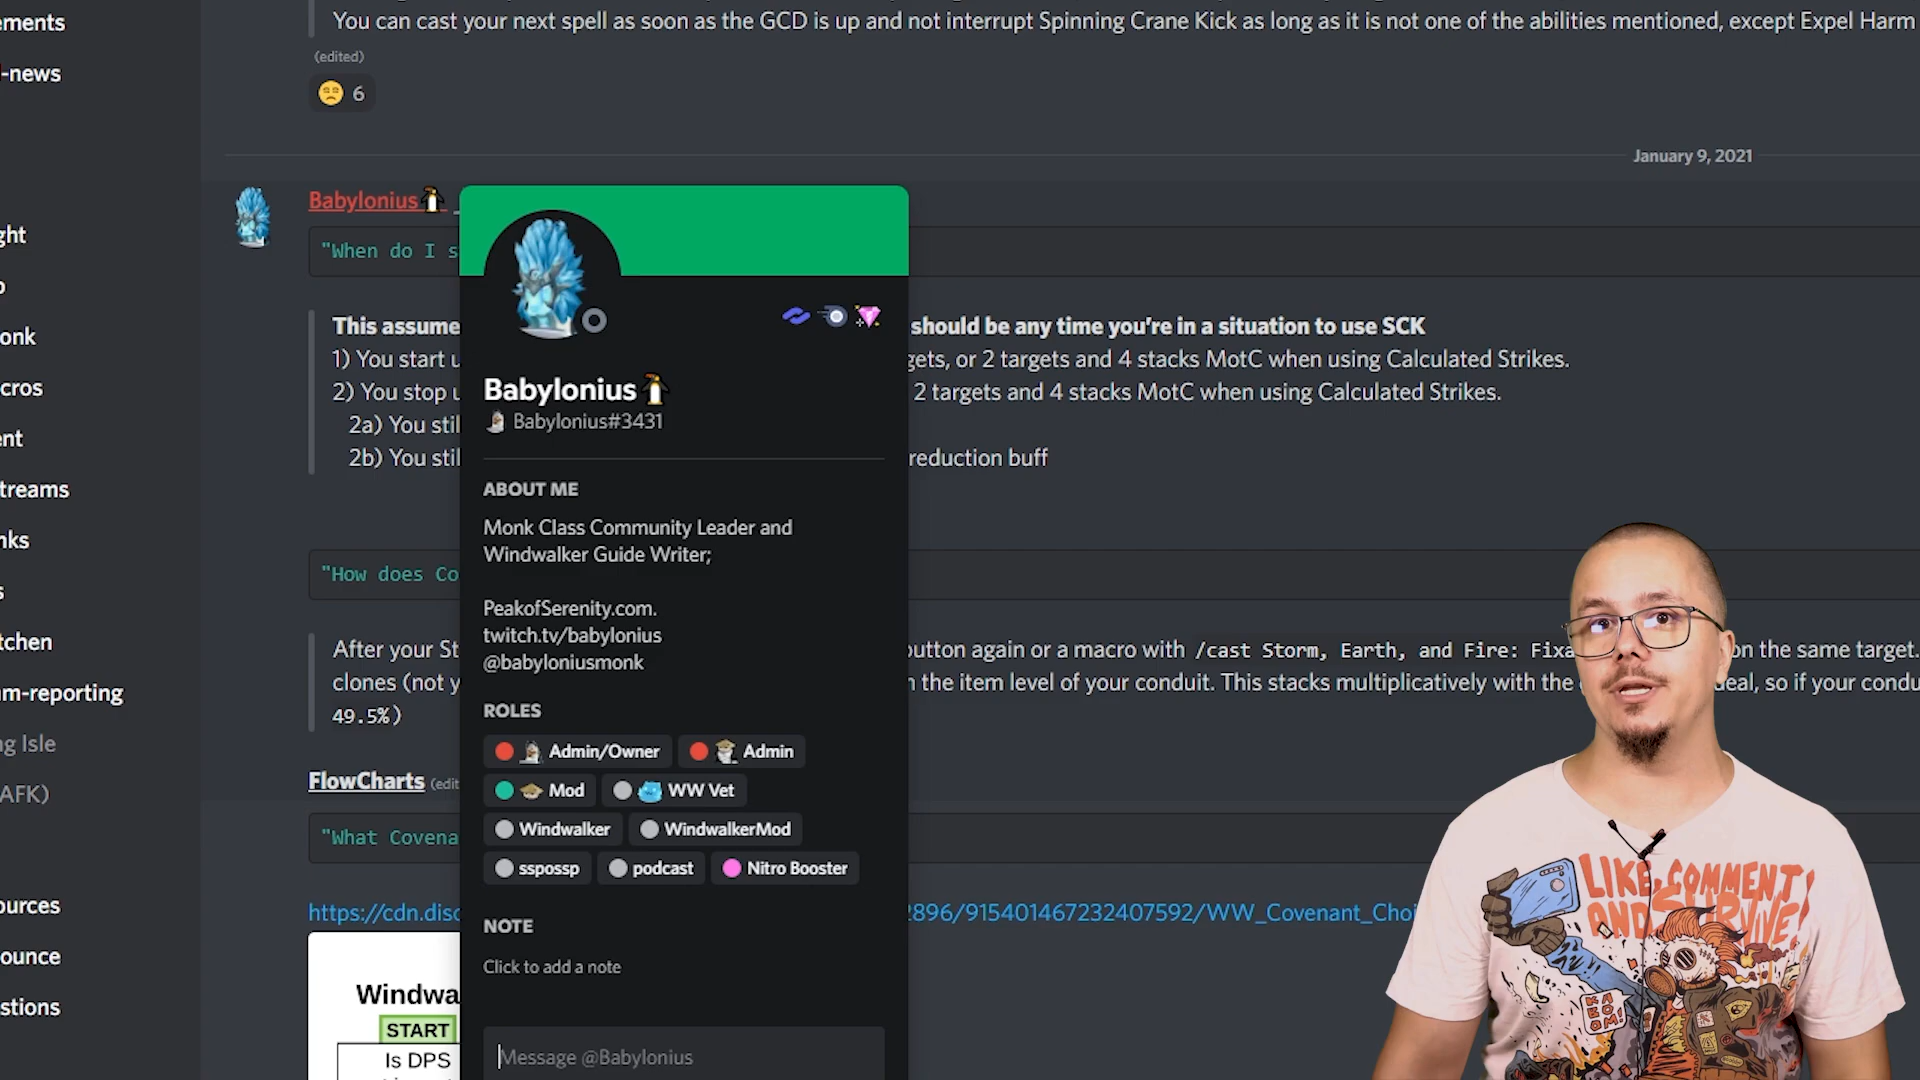 ements
-news
You can cast your next spell as soon as the GCD is up and not interrupt Spinning Crane Kick as long as it is not one of the abilities mentioned, except Expel Harm
(edited)
6
January 9, 2021
Babylonius
"When do I s
This assume
should be any time you're in a situation to use SCK
1) You start u
gets, or 2 targets and 4 stacks MotC when using Calculated Strikes.
2) You stop u
2 targets and 4 stacks MotC when using Calculated Strikes.
2a) You stil
2b) You stil
reduction buff
"How does Co
After your St
button again or a macro with /cast Storm, Earth, and Fire: Fixa
on the same target.
clones (not y
n the item level of your conduit. This stacks multiplicatively with the
deal, so if your condu
49.5%)
FlowCharts (edit
"What Covena
https://cdn.disc
2896/915401467232407592/WW_Covenant_Choi
Windwa
START
Is DPS
ght
p
onk
cros
ent
treams
nks
s
tchen
am-reporting
ng Isle
AFK)
ources
ounce
stions
Babylonius
Babylonius#3431
ABOUT ME
Monk Class Community Leader and
Windwalker Guide Writer;
PeakofSerenity.com.
twitch.tv/babylonius
@babyloniusmonk
ROLES
Admin/Owner
Admin
Mod
WW Vet
Windwalker
WindwalkerMod
sspossp
podcast
Nitro Booster
NOTE
Click to add a note
Message @Babylonius
LIKE, COMMENT
AND SURVIVE!
KABOOM!